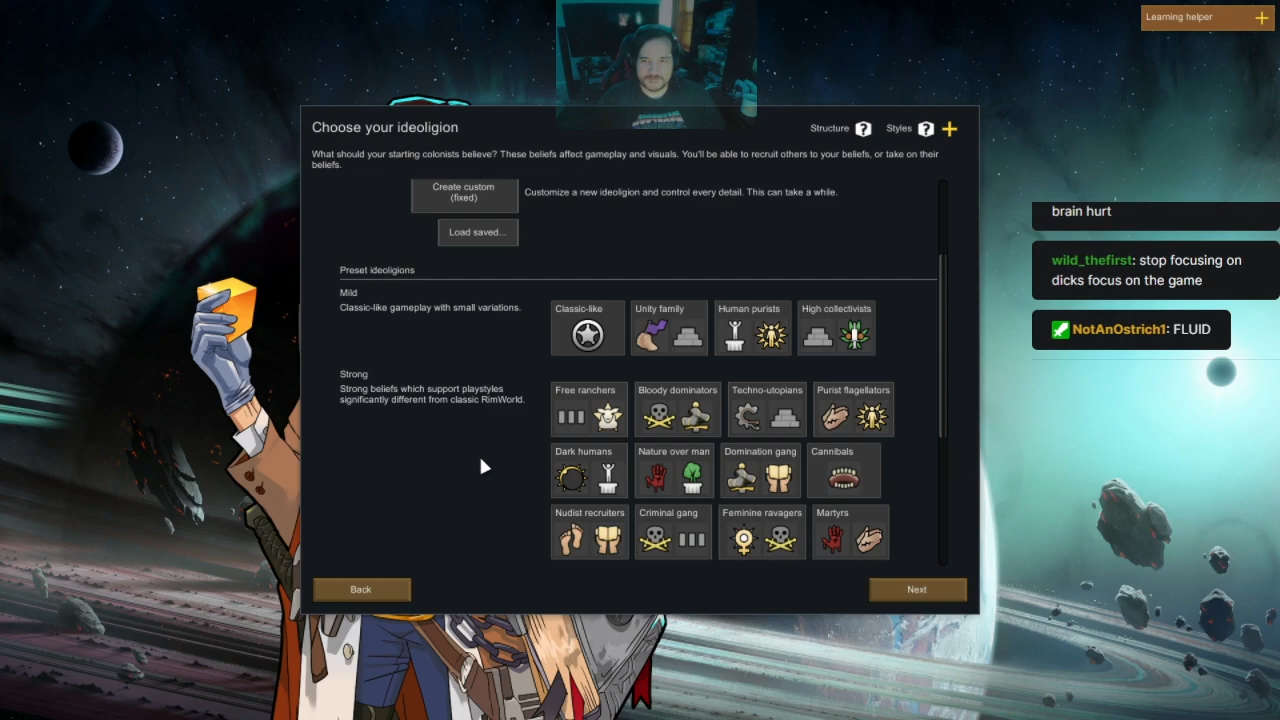 Learning helper
Choose your ideoligion
Structure ?
Styles ? +
What should your starting colonists believe? These beliefs affect gameplay and visuals. You'll be able to recruit others to your beliefs, or take on their
beliefs.
Create custom
(fixed)
Customize a new ideoligion and control every detail. This can take a while.
Load saved...
Preset ideoligions
Mild
Classic-like gameplay with small variations.
Classic-like
Unity family
Human purists
High collectivists
Strong
Strong beliefs which support playstyles
significantly different from classic RimWorld.
Free ranchers
Bloody dominators
Techno-utopians
Purist flagellators
Dark humans
Nature over man
Domination gang
Cannibals
Nudist recruiters
Criminal gang
Feminine ravagers
Martyrs
Back
Next
brain hurt
wild_thefirst: stop focusing on
dicks focus on the game
NotAnOstrich1: FLUID